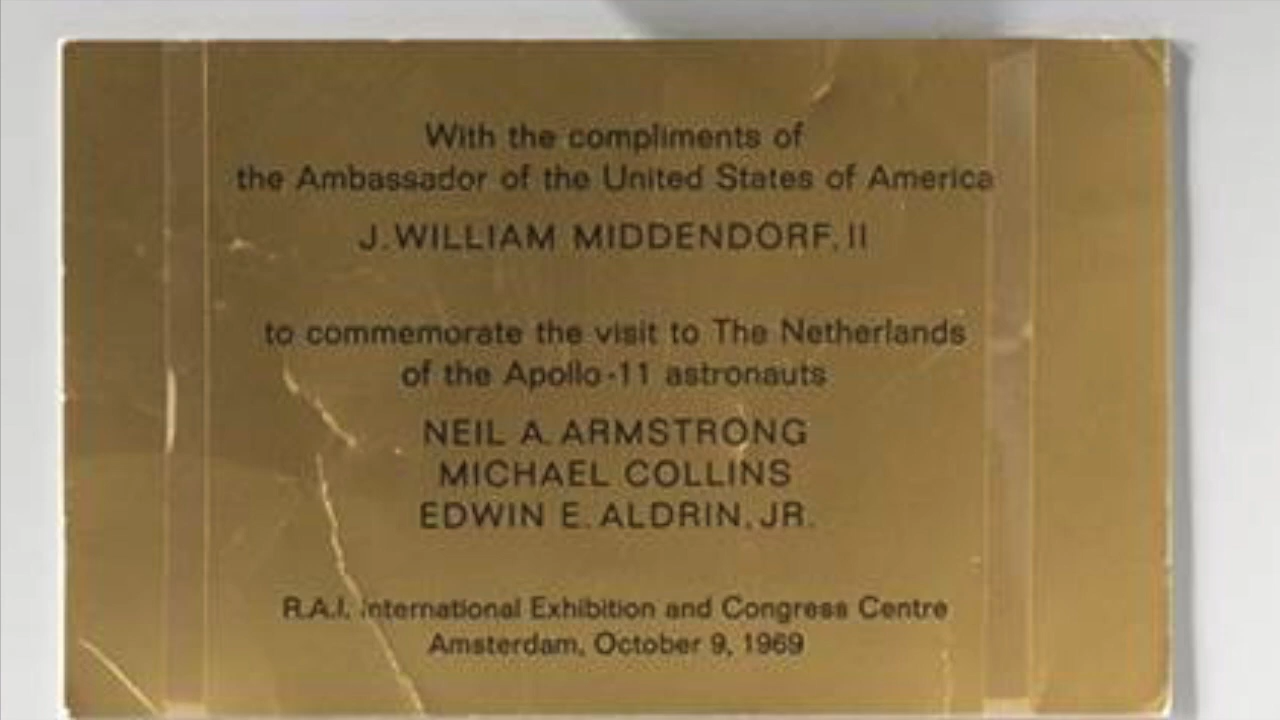 With the compliments of
the Ambassador of the United States of America
J. WILLIAM MIDDENDORF, II
to commemorate the visit to The Netherlands
of the Apollo-11 astronauts
NEIL A. ARMSTRONG
MICHAEL COLLINS
EDWIN E. ALDRIN, JR.
R.A.I. International Exhibition and Congress Centre
Amsterdam, October 9, 1969